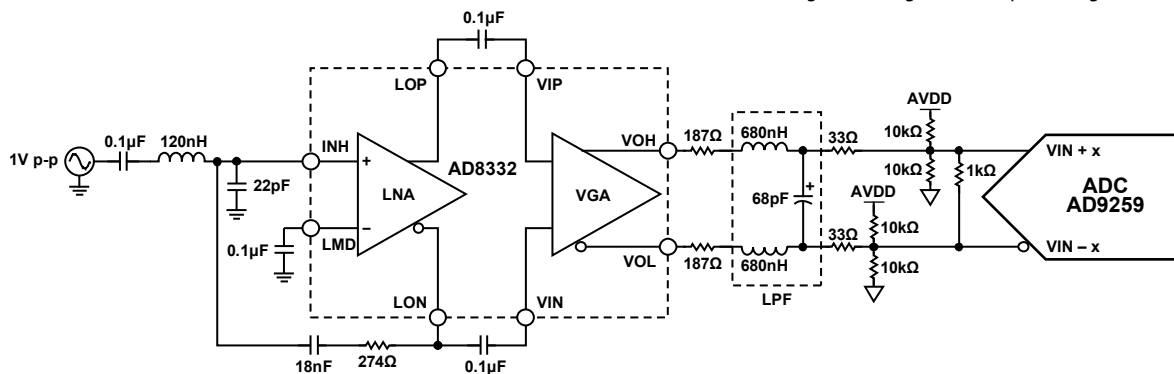 0.1µF
LOP
VIP
AVDD
10kΩ
187Ω
680nH
33Ω
VOH
0.1µF
120nH
1V p-p
INH
+
AD8332
VIN + x
10kΩ
1kΩ
22pF
LNA
VGA
68pF
+
AVDD
ADC
AD9259
–
0.1µF
LMD
33Ω
10kΩ
VOL
VIN – x
187Ω
680nH
10kΩ
LPF
LON
VIN
18nF
274Ω
0.1µF